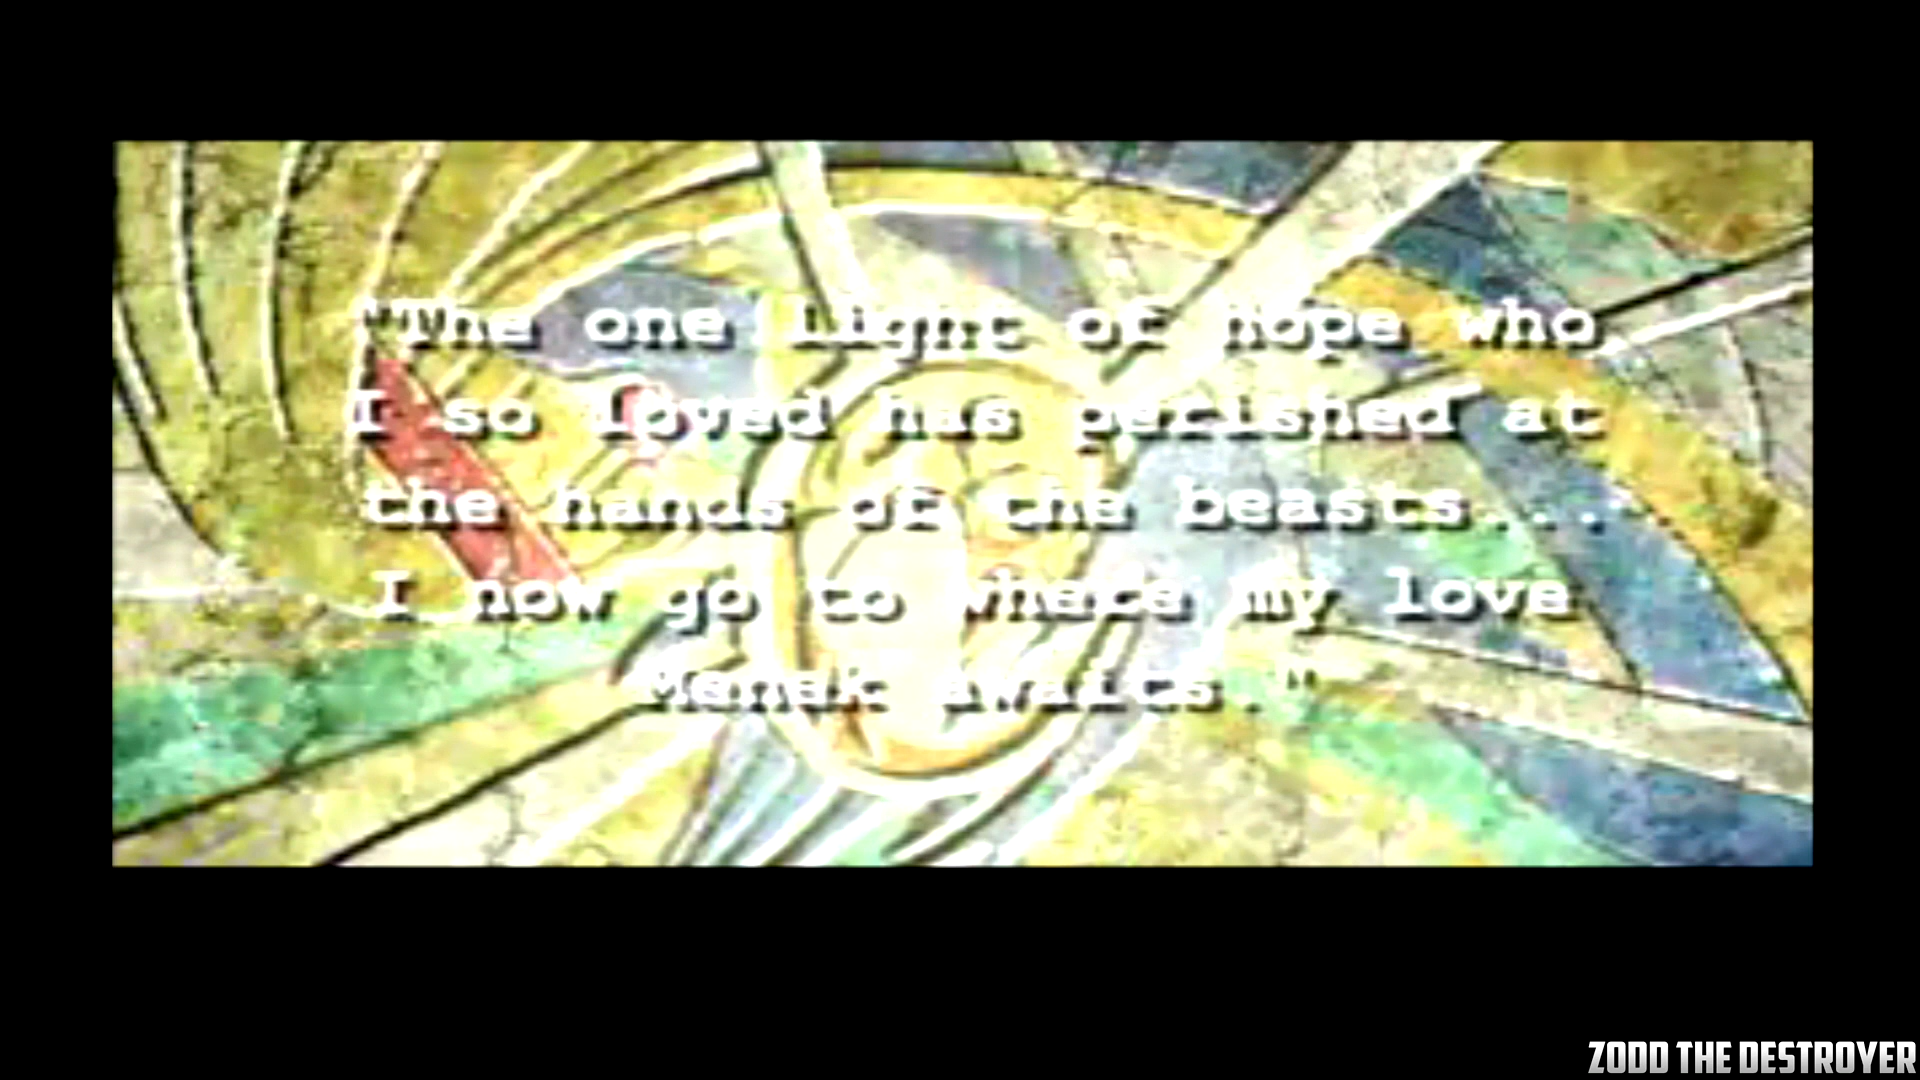 "The one light of hope who
I so loved has perished at
the hands of the beasts...
I now go to where my love
Menek awaits."
ZODD THE DESTROYER